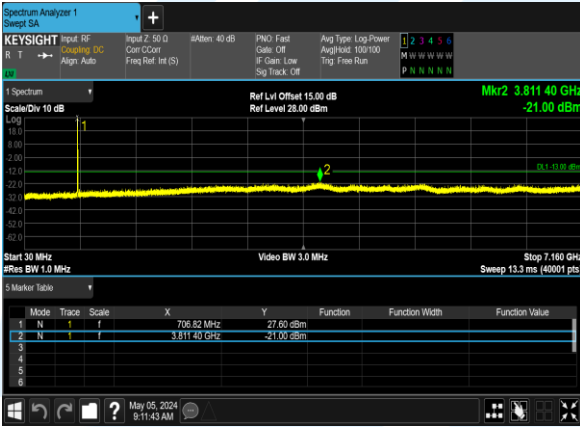 Spectrum Analyzer 1
Swept SA
KEYSIGHT Input: RF Input Z: 50 Ω #Atten: 40 dB PNO: Fast Avg Type: Log-Power 1 2 3 4 5 6
R T Coupling: DC Corr CCorr Gate: Off Avg|Hold: 100/100 M W W W W W
Align: Auto Freq Ref: Int (S) IF Gain: Low Trig: Free Run
Sig Track: Off P N N N N N
1 Spectrum Mkr2 3.811 40 GHz
Scale/Div 10 dB Ref Lvl Offset 15.00 dB
Ref Level 28.00 dBm -21.00 dBm
Log
18.0 1
8.00
-2.00
-12.0 2 DL1 -13.00 dBm
-22.0
-32.0
-42.0
-52.0
-62.0
Start 30 MHz Video BW 3.0 MHz Stop 7.160 GHz
#Res BW 1.0 MHz Sweep 13.3 ms (40001 pts
5 Marker Table
Mode Trace Scale X Y Function Function Width Function Value
1 N 1 f 706.82 MHz 27.60 dBm
2 N 1 f 3.811 40 GHz -21.00 dBm
3
4
5
6
? May 05, 2024
9:11:43 AM